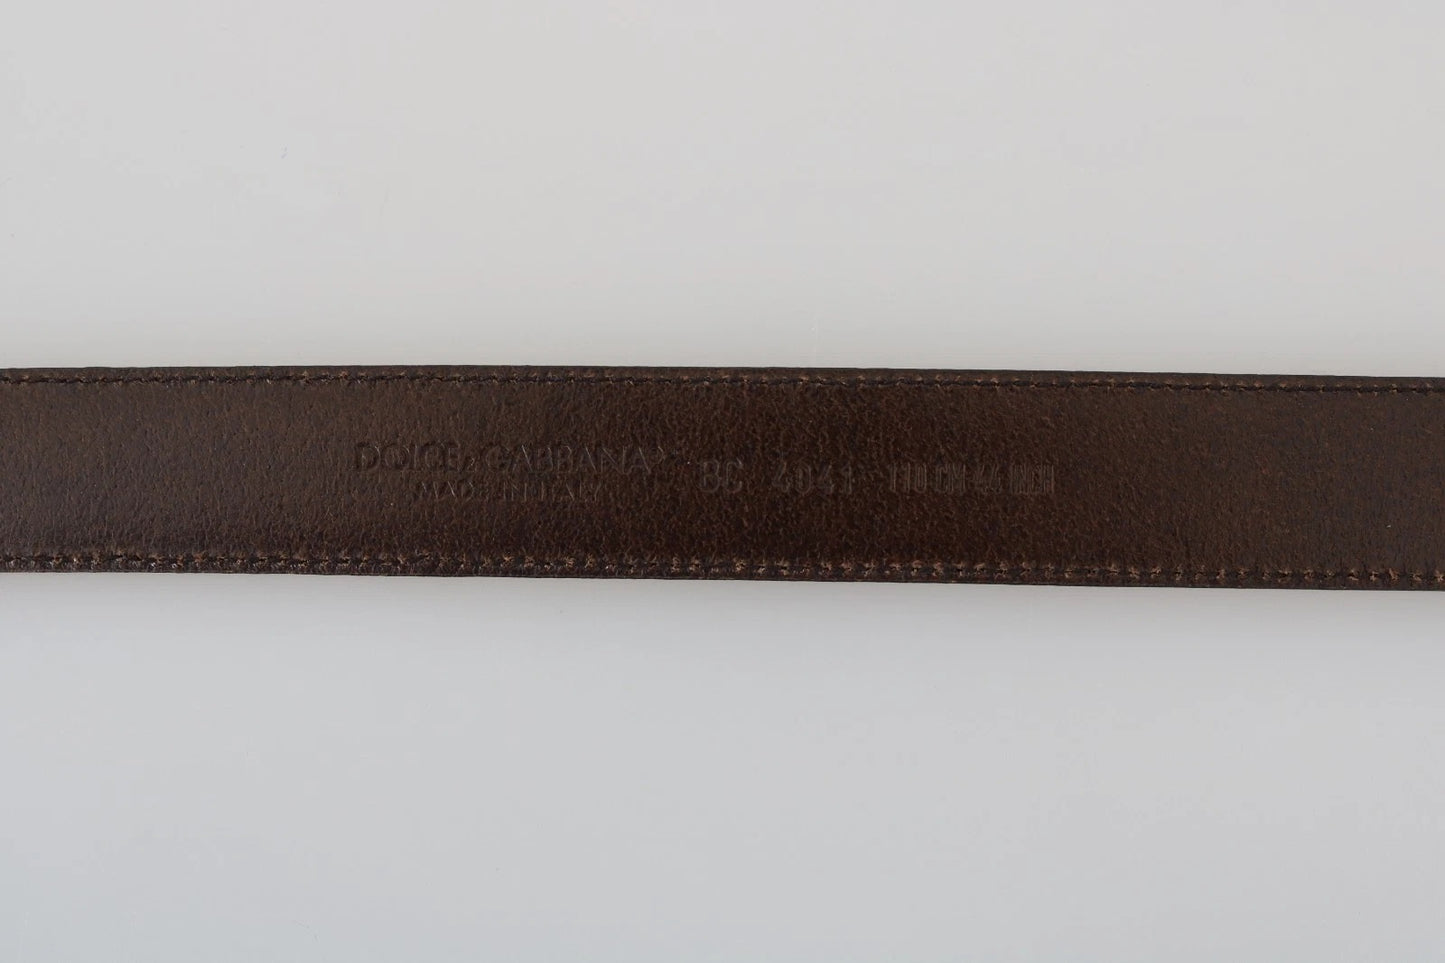 DOLCE & GABBANA BC 4041 110 CM 44 INCH
MADE IN ITALY